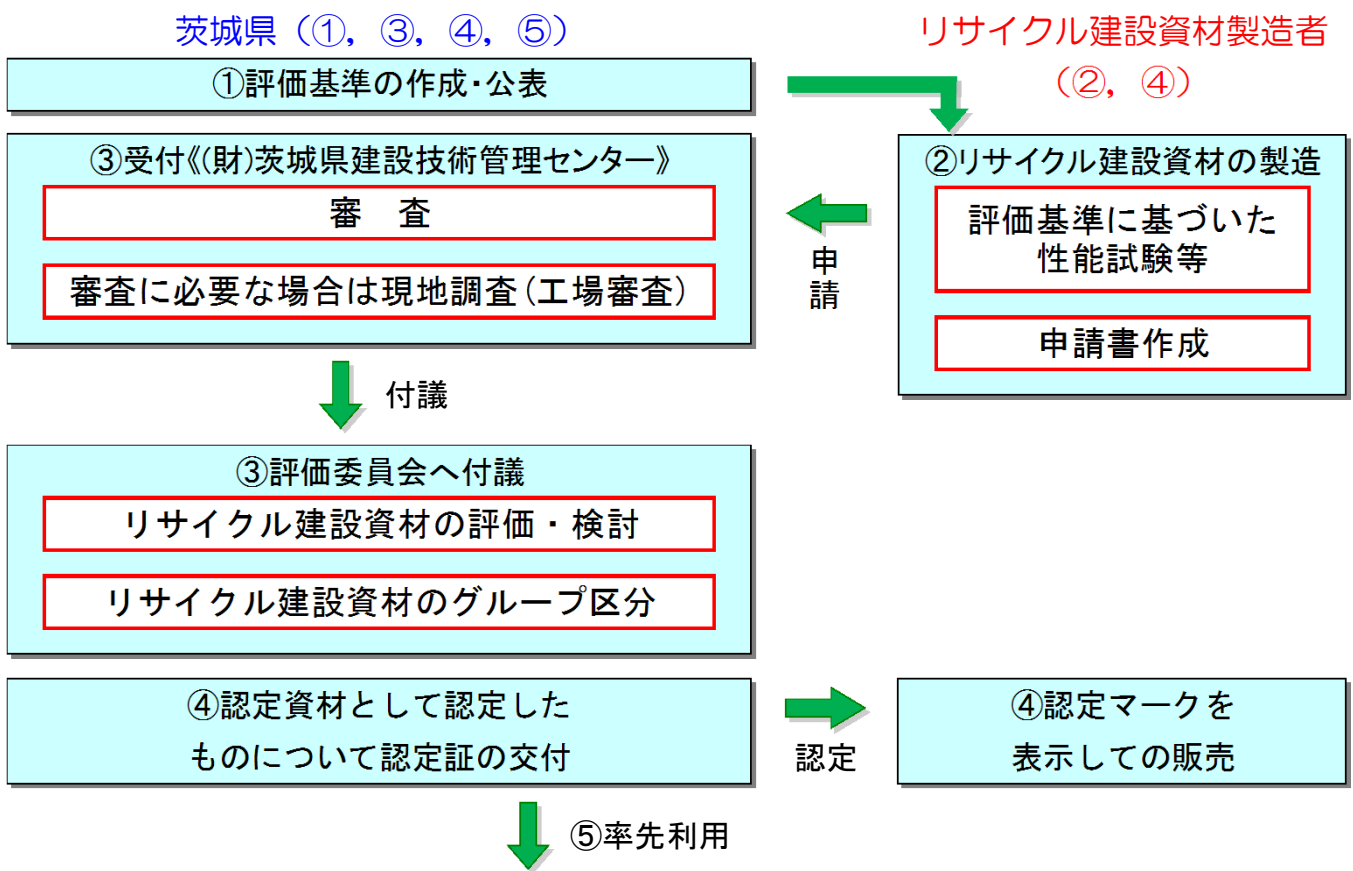 茨城県（①，③，④，⑤）
リサイクル建設資材製造者
（②，④）
①評価基準の作成・公表
③受付《(財)茨城県建設技術管理センター》
審　査
審査に必要な場合は現地調査（工場審査）
②リサイクル建設資材の製造
評価基準に基づいた
性能試験等
申請書作成
申
請
付議
③評価委員会へ付議
リサイクル建設資材の評価・検討
リサイクル建設資材のグループ区分
④認定資材として認定した
ものについて認定証の交付
認定
④認定マークを
表示しての販売
⑤率先利用